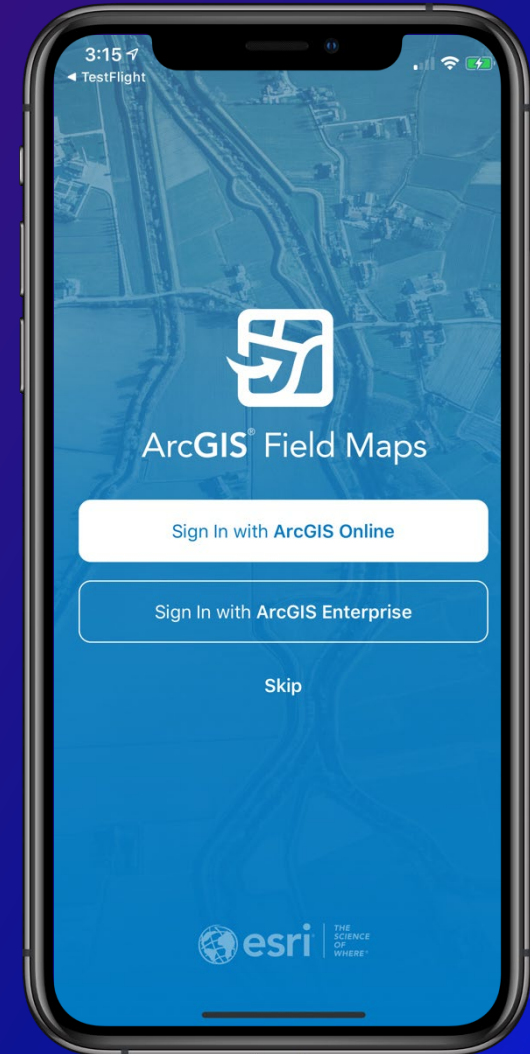 3:15
◀ TestFlight
ArcGIS® Field Maps
Sign In with ArcGIS Online
Sign In with ArcGIS Enterprise
Skip
esri
THE
SCIENCE
OF
WHERE™